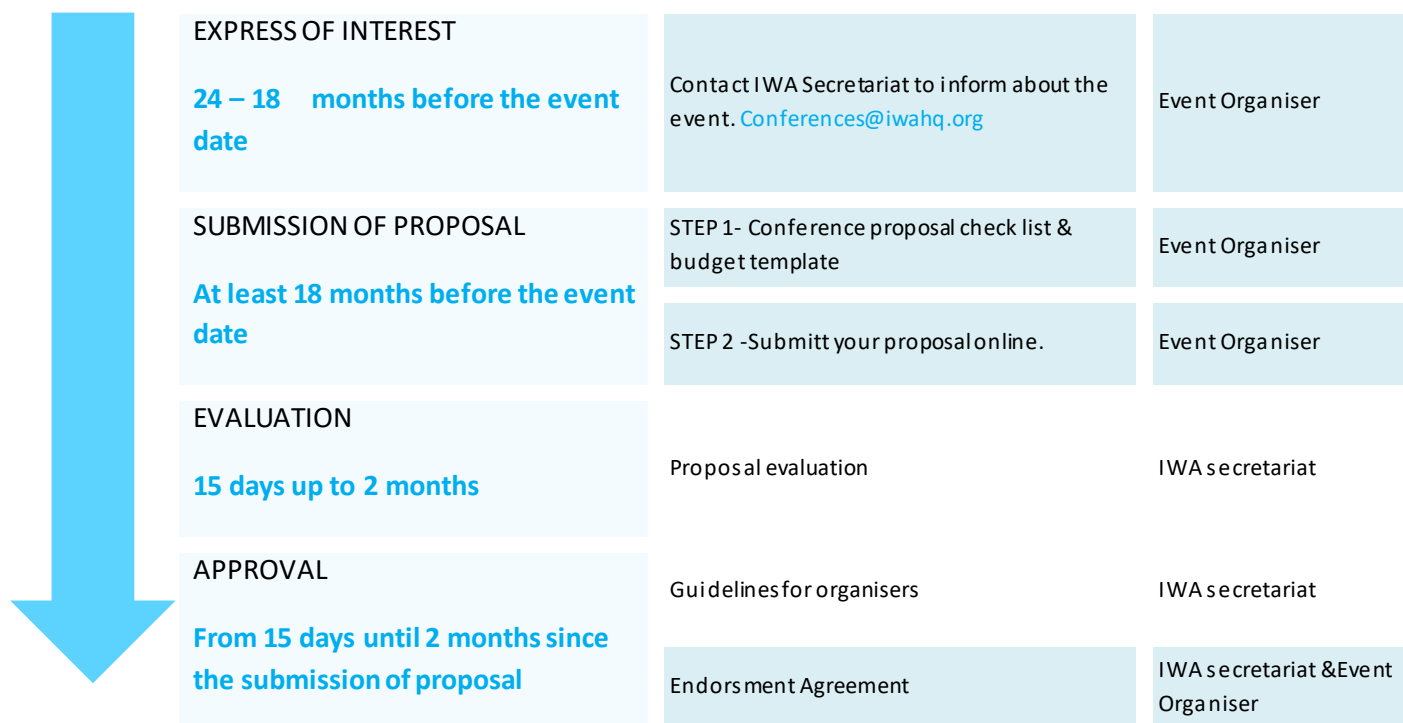 EXPRESS OF INTEREST
24 – 18 months before the event
date
Contact IWA Secretariat to inform about the
event. Conferences@iwahq.org
Event Organiser
SUBMISSION OF PROPOSAL
At least 18 months before the event
date
STEP 1- Conference proposal check list &
budget template
Event Organiser
STEP 2 -Submitt your proposal online.
Event Organiser
EVALUATION
15 days up to 2 months
Proposal evaluation
IWA secretariat
APPROVAL
From 15 days until 2 months since
the submission of proposal
Guidelines for organisers
IWA secretariat
Endorsment Agreement
IWA secretariat &Event
Organiser